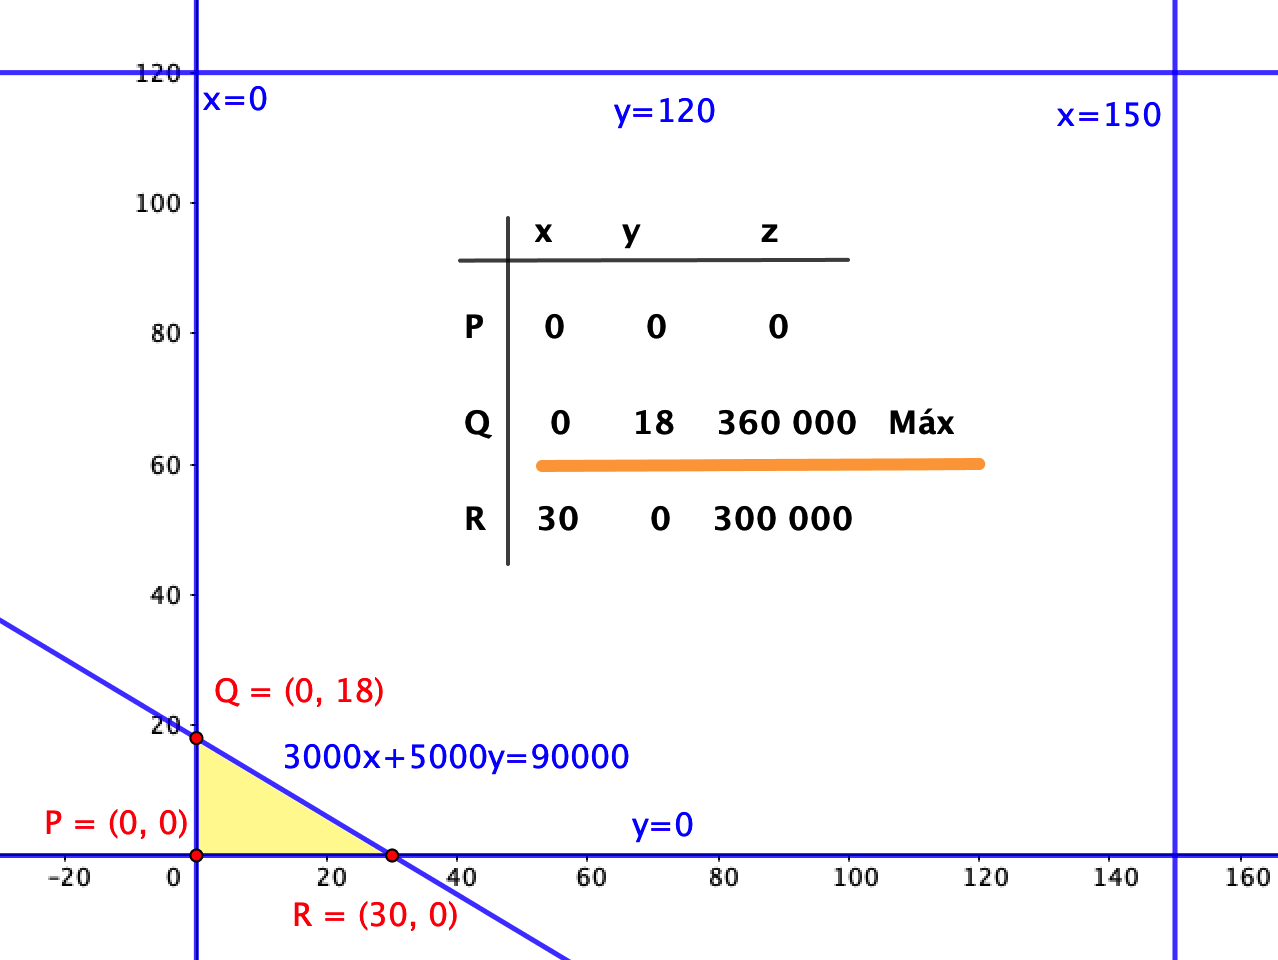 120
x=0
y=120
x=150
100
x y z
80
P 0 0 0
Q 0 18 360 000 Máx
60
R 30 0 300 000
40
Q = (0, 18)
20
3000x+5000y=90000
P = (0, 0)
y=0
-20 0 20 40 60 80 100 120 140 160
R = (30, 0)